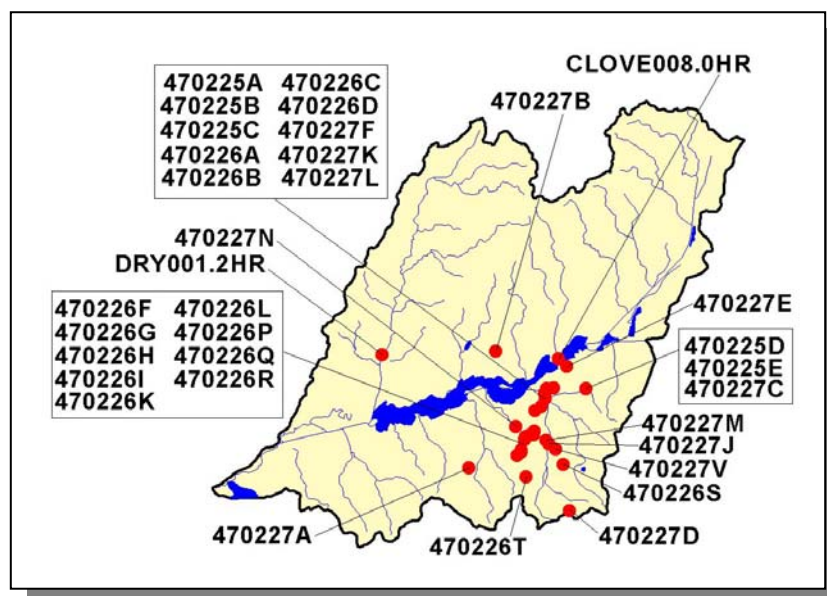 CLOVE008.0HR
470225A 470226C
470225B 470226D
470225C 470227F
470226A 470227K
470226B 470227L
470227B
470227N
DRY001.2HR
470226F 470226L
470226G 470226P
470226H 470226Q
470226I 470226R
470226K
470227E
470225D
470225E
470227C
470227M
470227J
470227V
470226S
470227A
470226T
470227D